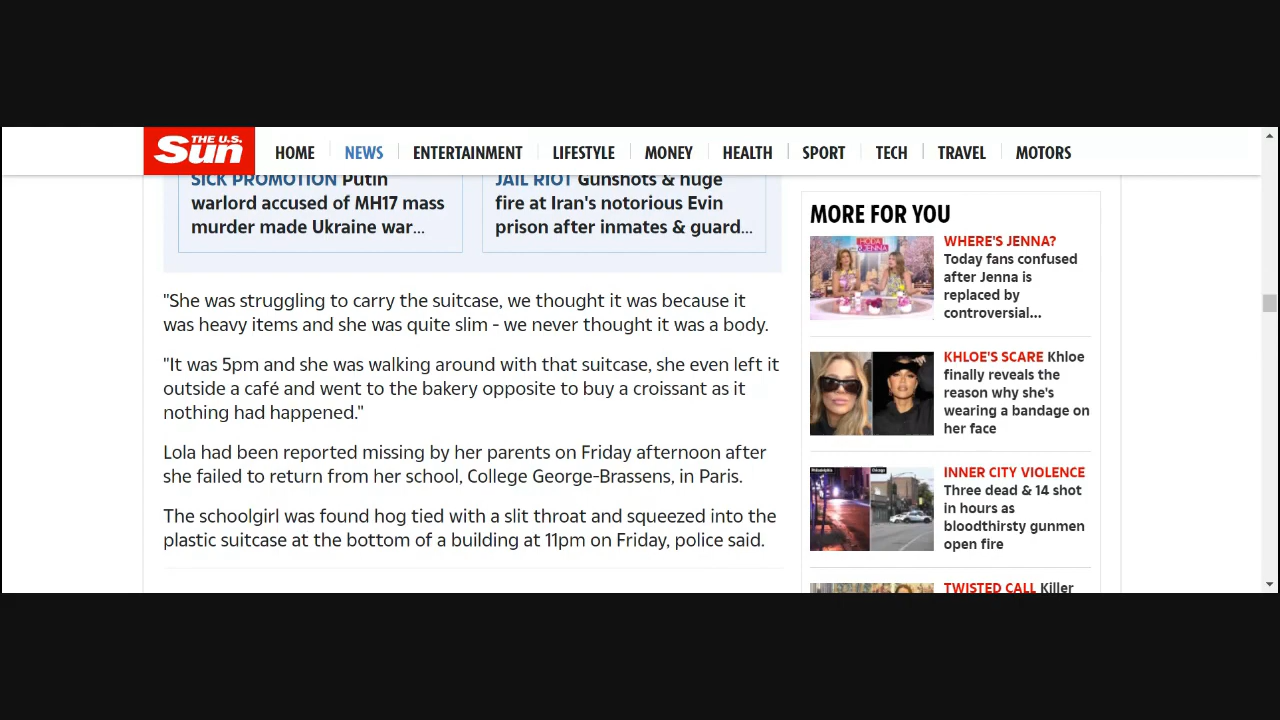 THE U.S.
Sun
HOME
NEWS
ENTERTAINMENT
LIFESTYLE
MONEY
HEALTH
SPORT
TECH
TRAVEL
MOTORS
SICK PROMOTION Putin
warlord accused of MH17 mass
murder made Ukraine war...
JAIL RIOT Gunshots & huge
fire at Iran's notorious Evin
prison after inmates & guard...
"She was struggling to carry the suitcase, we thought it was because it
was heavy items and she was quite slim - we never thought it was a body.
"It was 5pm and she was walking around with that suitcase, she even left it
outside a café and went to the bakery opposite to buy a croissant as it
nothing had happened."
Lola had been reported missing by her parents on Friday afternoon after
she failed to return from her school, College George-Brassens, in Paris.
The schoolgirl was found hog tied with a slit throat and squeezed into the
plastic suitcase at the bottom of a building at 11pm on Friday, police said.
MORE FOR YOU
HODA
&JENNA
WHERE'S JENNA?
Today fans confused
after Jenna is
replaced by
controversial...
KHLOE'S SCARE Khloe
finally reveals the
reason why she's
wearing a bandage on
her face
Philadelphia
Chicago
INNER CITY VIOLENCE
Three dead & 14 shot
in hours as
bloodthirsty gunmen
open fire
TWISTED CALL Killer